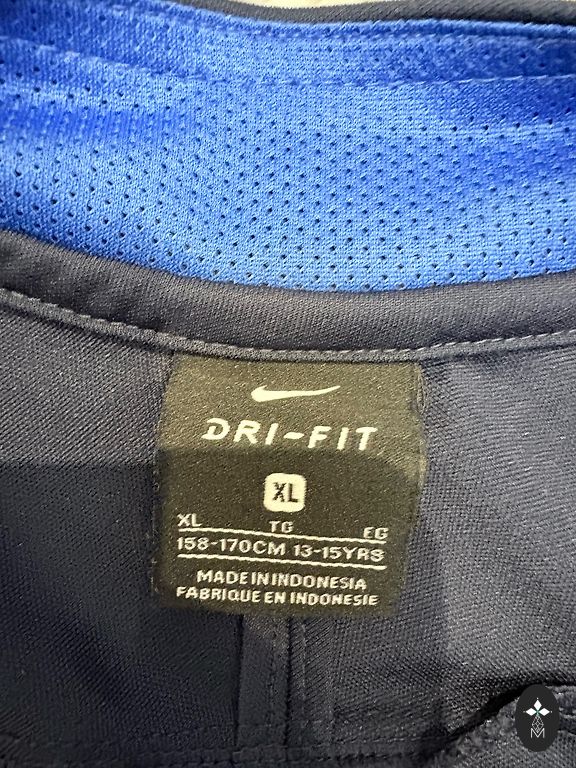 DRI-FIT
XL
XL TG EG
158-170CM 13-15YRS
MADE IN INDONESIA
FABRIQUE EN INDONESIE
M